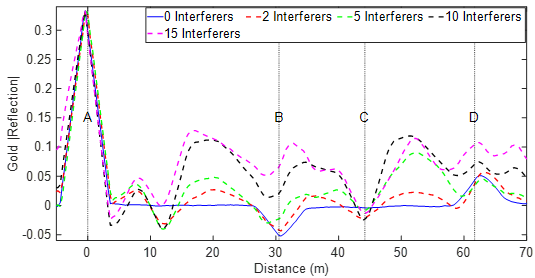 0 Interferers 2 Interferers 5 Interferers 10 Interferers
15 Interferers
0.3
0.25
0.2
0.15
0.1
0.05
0
-0.05
Gold |Reflection|
A B C D
0 10 20 30 40 50 60 70
Distance (m)